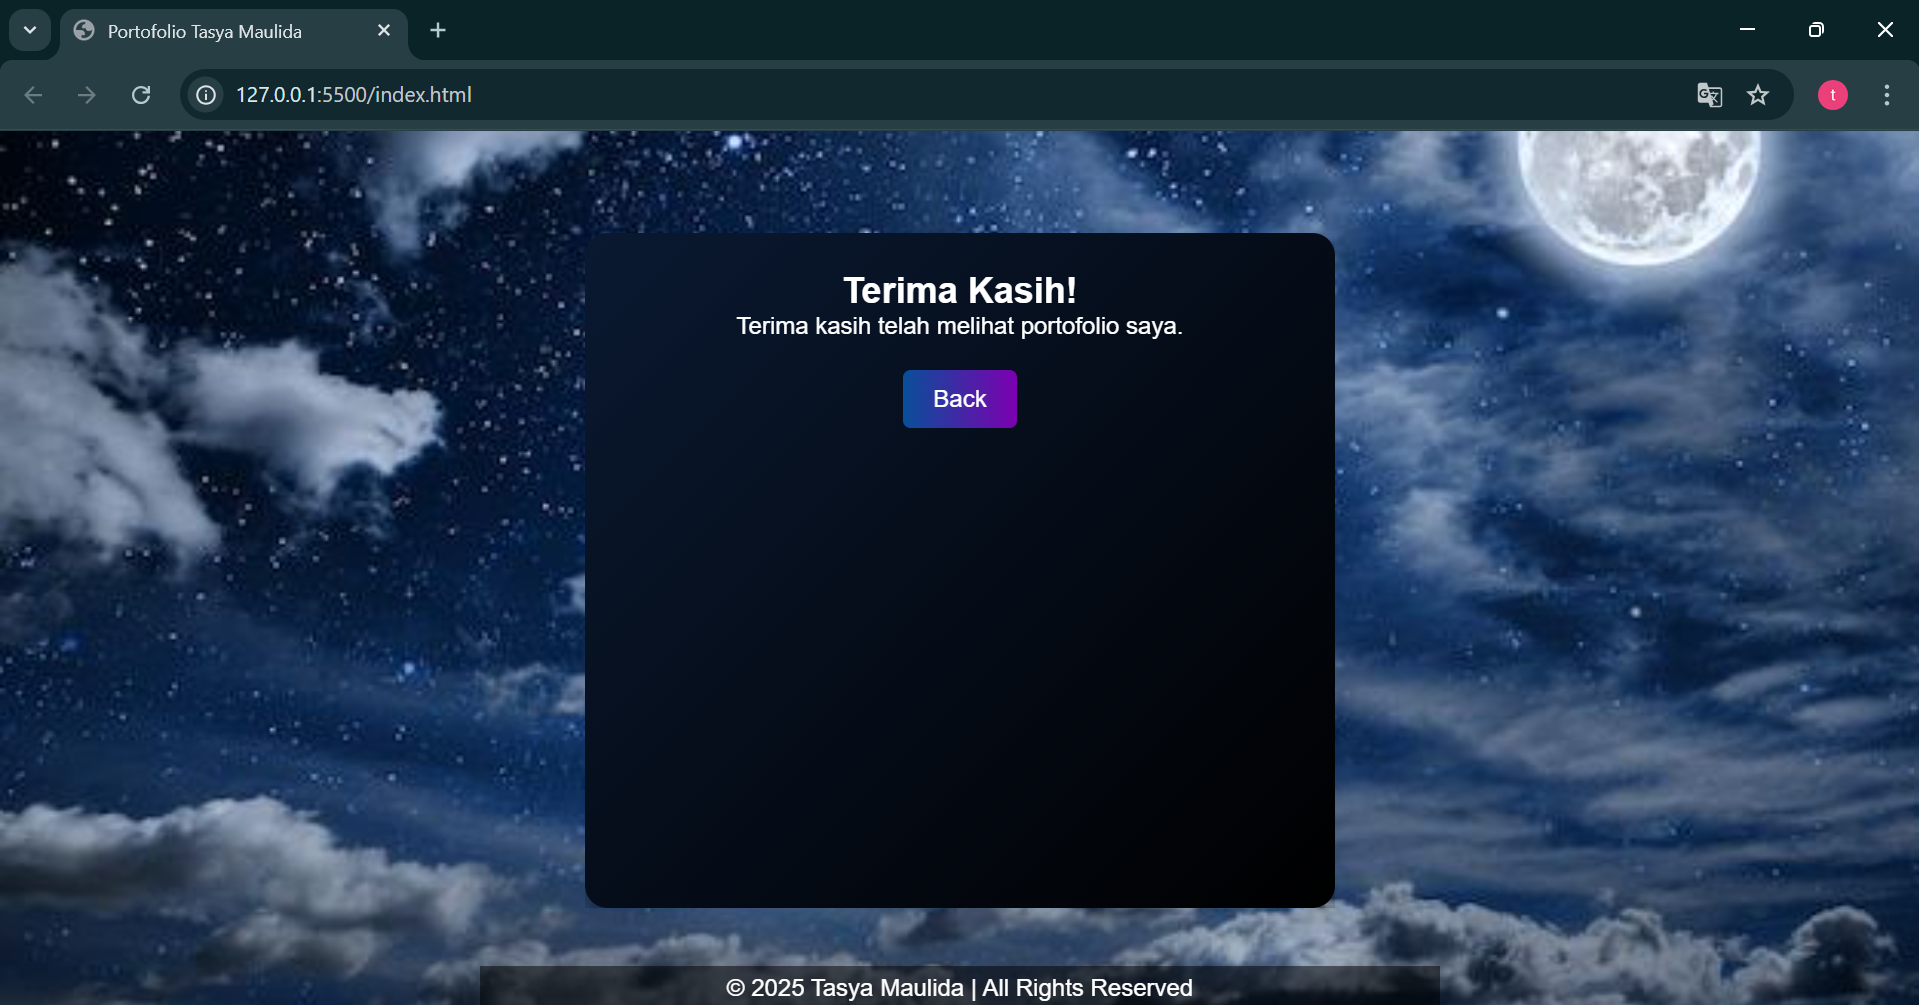 Portofolio Tasya Maulida
127.0.0.1:5500/index.html
t
Terima Kasih!
Terima kasih telah melihat portofolio saya.
Back
© 2025 Tasya Maulida | All Rights Reserved